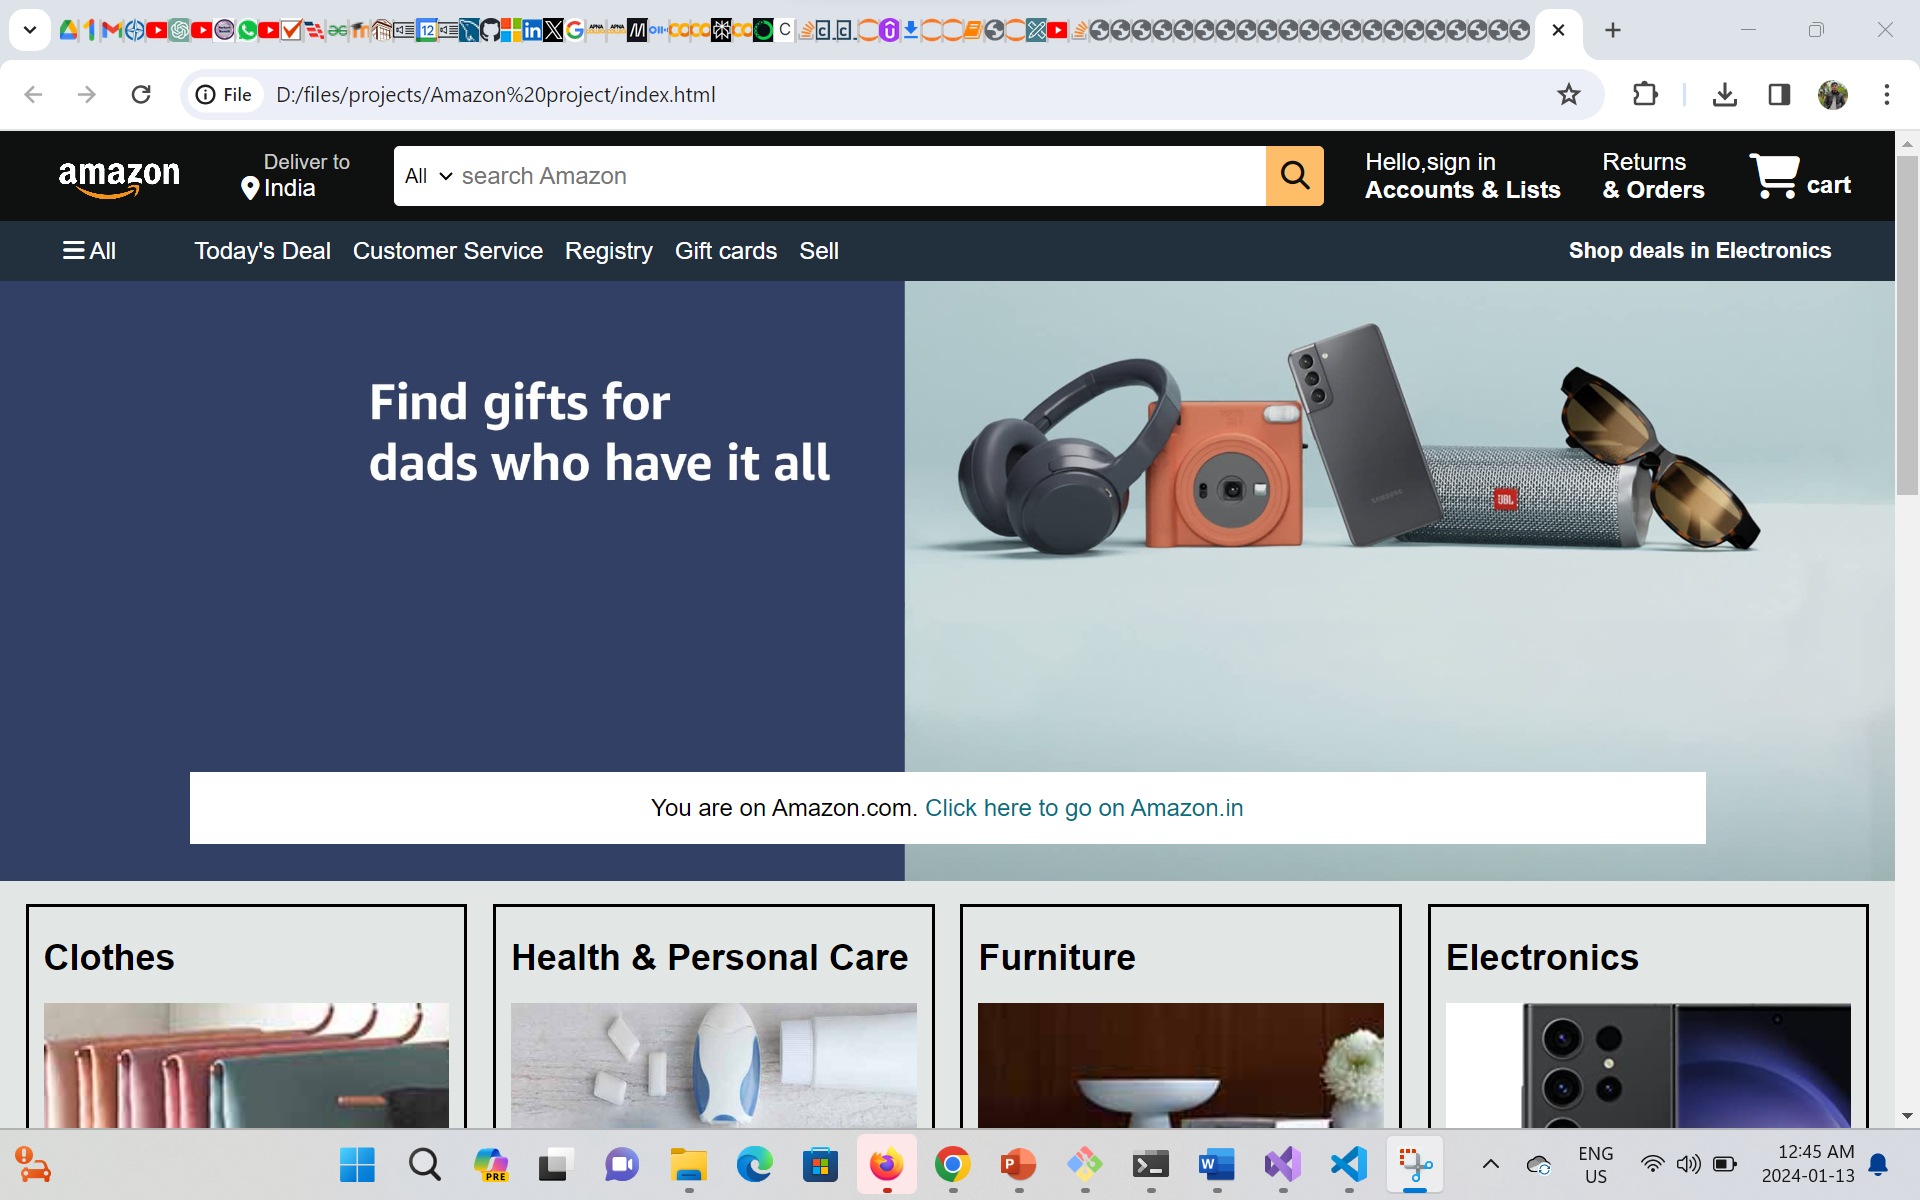 File D:/files/projects/Amazon%20project/index.html
amazon
Deliver to
India
All search Amazon
Hello,sign in
Accounts & Lists
Returns
& Orders
cart
All Today's Deal Customer Service Registry Gift cards Sell Shop deals in Electronics
Find gifts for
dads who have it all
SAMSUNG
JBL
You are on Amazon.com. Click here to go on Amazon.in
Clothes
Health & Personal Care
Furniture
Electronics
PRE
ENG
US
12:45 AM
2024-01-13